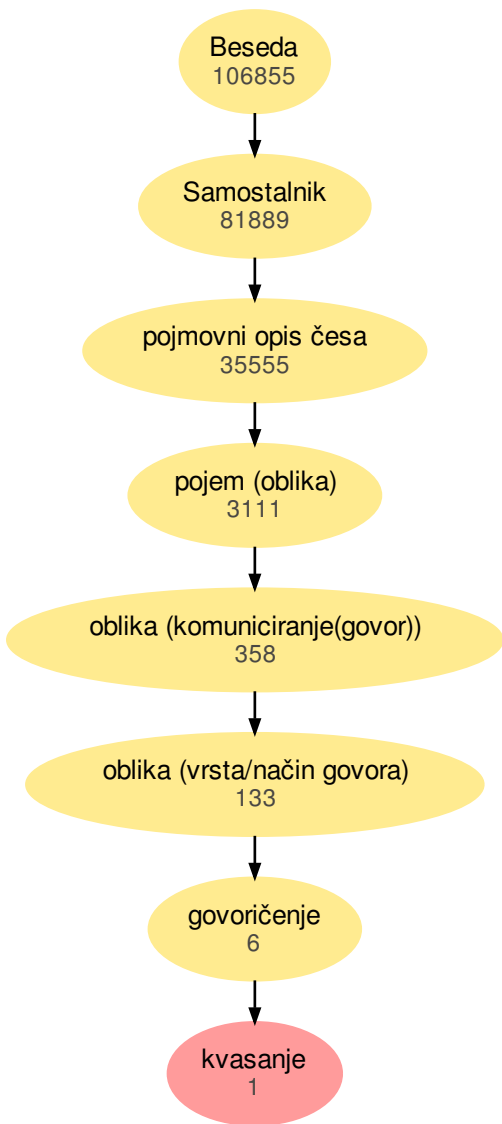 Beseda
106855
Samostalnik
81889
pojmovni opis česa
35555
pojem (oblika)
3111
oblika (komuniciranje(govor))
358
oblika (vrsta/način govora)
133
govoričenje
6
kvasanje
1